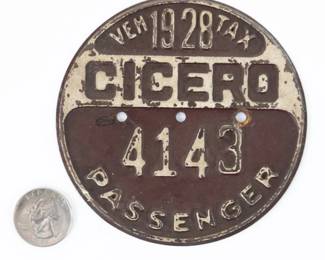 VEH 1928 TAX
CICERO
4143
PASSENGER